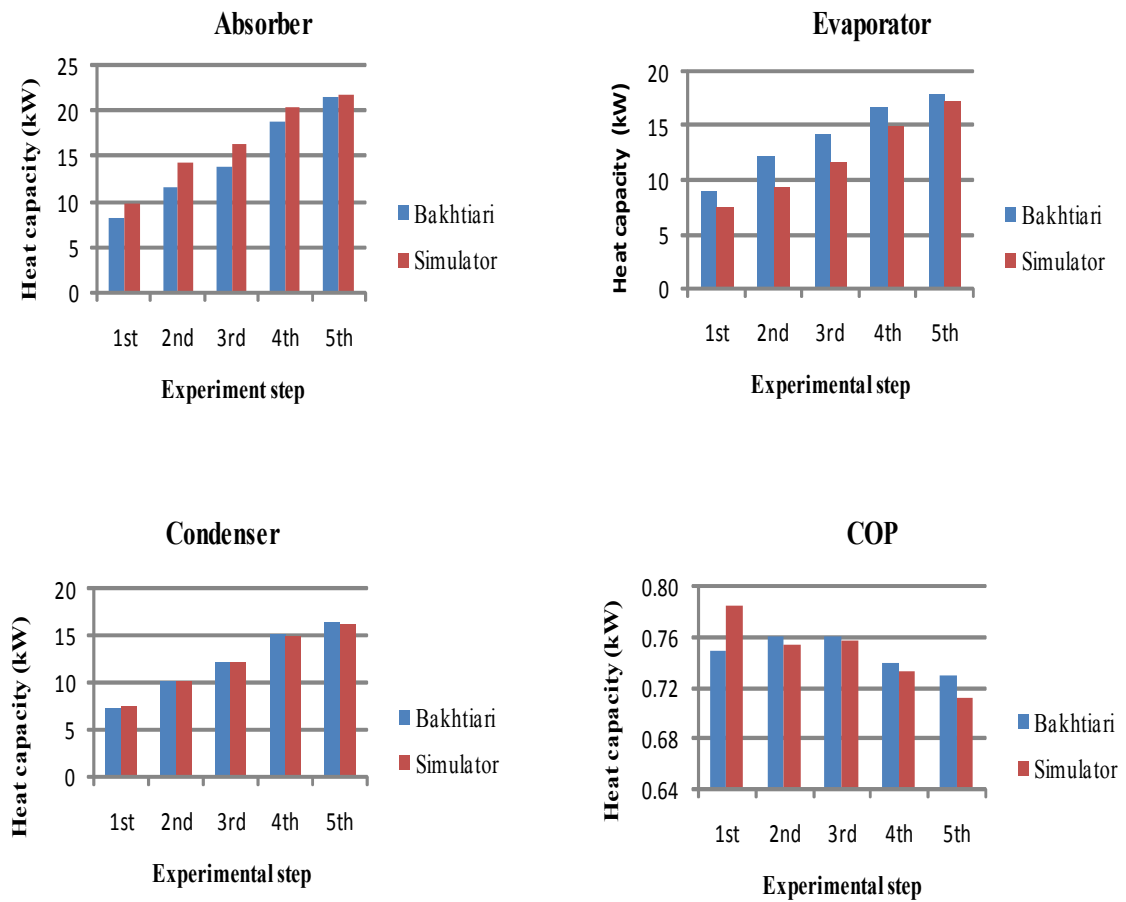 Absorber
Heat capacity (kW)
25
20
15
10
5
0
1st 2nd 3rd 4th 5th
Experiment step
Bakhtiari
Simulator
Evaporator
Heat capacity (kW)
20
15
10
5
0
1st 2nd 3rd 4th 5th
Experimental step
Bakhtiari
Simulator
Condenser
Heat capacity (kW)
20
15
10
5
0
1st 2nd 3rd 4th 5th
Experimental step
Bakhtiari
Simulator
COP
Heat capacity (kW)
0.80
0.76
0.72
0.68
0.64
1st 2nd 3rd 4th 5th
Experimental step
Bakhtiari
Simulator